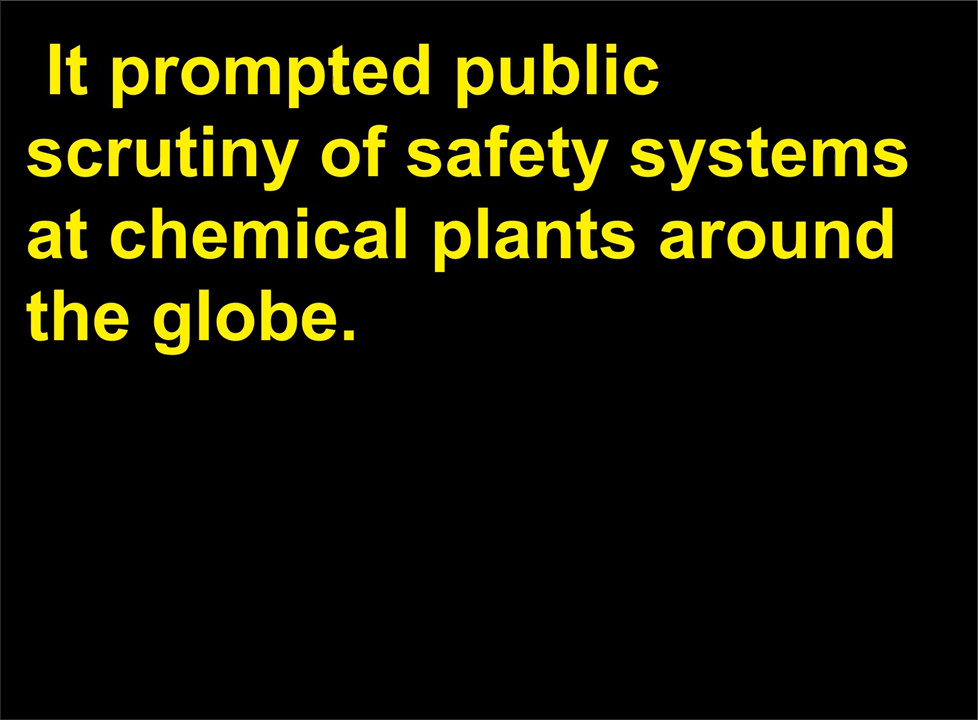 It prompted public
scrutiny of safety systems
at chemical plants around
the globe.